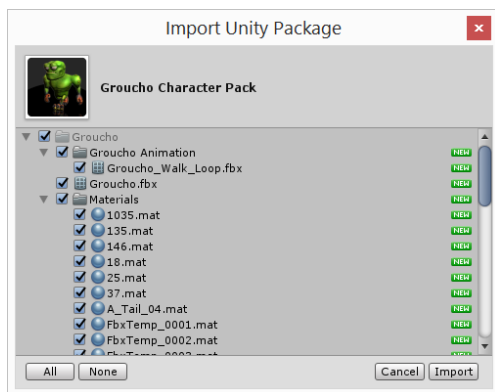 Import Unity Package
Groucho Character Pack
Groucho
Groucho Animation NEW
Groucho_Walk_Loop.fbx NEW
Groucho.fbx NEW
Materials NEW
1035.mat NEW
135.mat NEW
146.mat NEW
18.mat NEW
25.mat NEW
37.mat NEW
A_Tail_04.mat NEW
FbxTemp_0001.mat NEW
FbxTemp_0002.mat NEW
All None Cancel Import